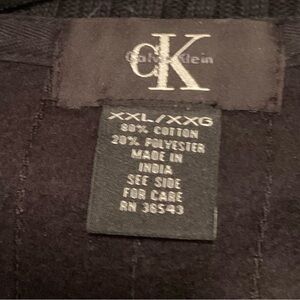 cK
Calvin Klein
XXL/XXG
80% COTTON
20% POLYESTER
MADE IN
INDIA
SEE SIDE
FOR CARE
RN 36543